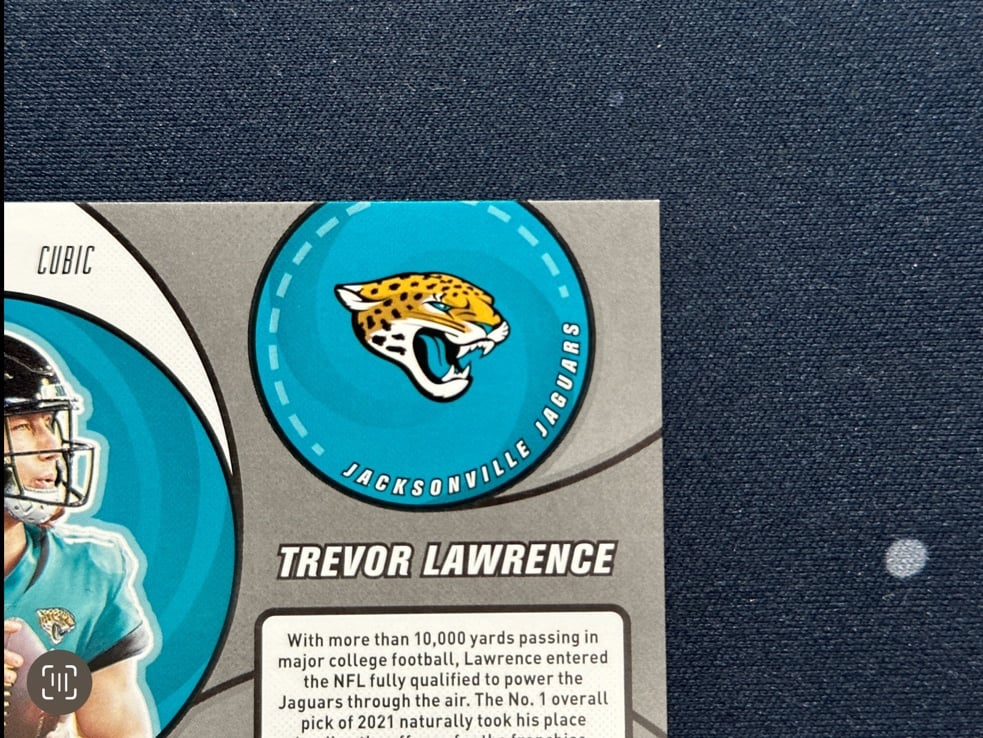 CUBIC
JACKSONVILLE JAGUARS
TREVOR LAWRENCE
With more than 10,000 yards passing in
major college football, Lawrence entered
the NFL fully qualified to power the
Jaguars through the air. The No. 1 overall
pick of 2021 naturally took his place